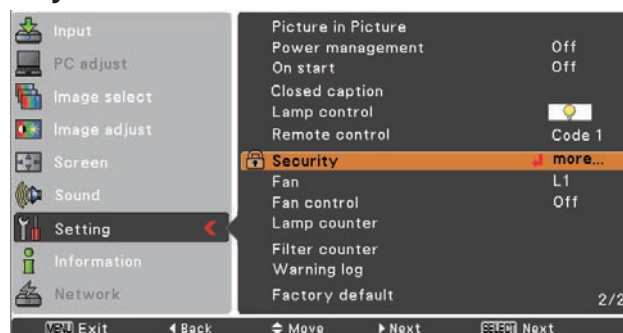 Input
PC adjust
Image select
Image adjust
Screen
Sound
Setting
Information
Network
Picture in Picture
Power management Off
On start Off
Closed caption
Lamp control
Remote control Code 1
Security more...
Fan L1
Fan control Off
Lamp counter
Filter counter
Warning log
Factory default 2/2
MENU Exit Back Move Next SELECT Next